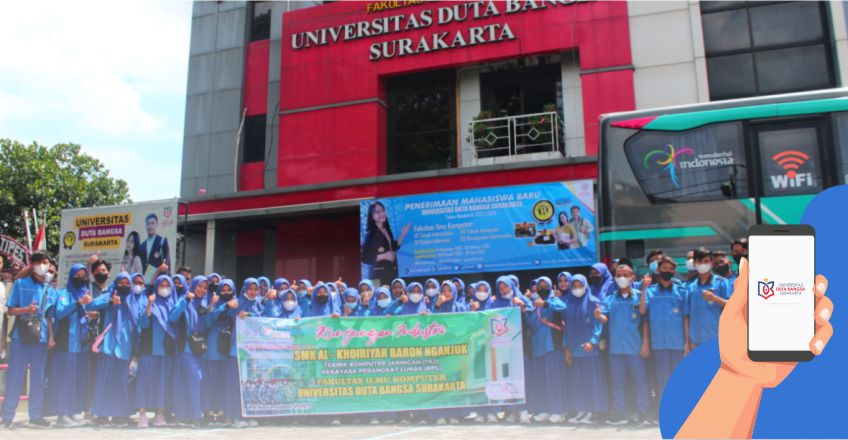 FAKULTAS
UNIVERSITAS DUTA BANGSA
SURAKARTA
wonderful
indonesia
WiFi
UNIVERSITAS
DUTA BANGSA
SURAKARTA
PENERIMAAN MAHASISWA BARU
UNIVERSITAS DUTA BANGSA SURAKARTA
Fakultas Ilmu Komputer
UNIVERSITAS
DUTA BANGSA
SURAKARTA
Kunjungan Industri
SMK AL - KHOIRIYAH BARON NGANJUK
TEKNIK KOMPUTER JARINGAN (TKJ)
REKAYASA PERANGKAT LUNAK (RPL)
FAKULTAS ILMU KOMPUTER
UNIVERSITAS DUTA BANGSA SURAKARTA